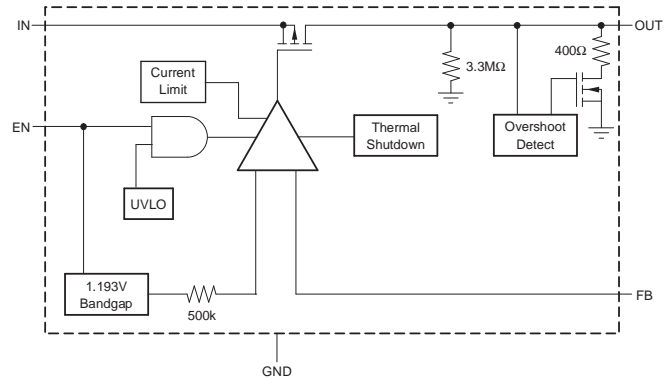 IN
OUT
400Ω
3.3MΩ
Current
Limit
EN
Thermal
Shutdown
Overshoot
Detect
UVLO
1.193V
Bandgap
500k
FB
GND